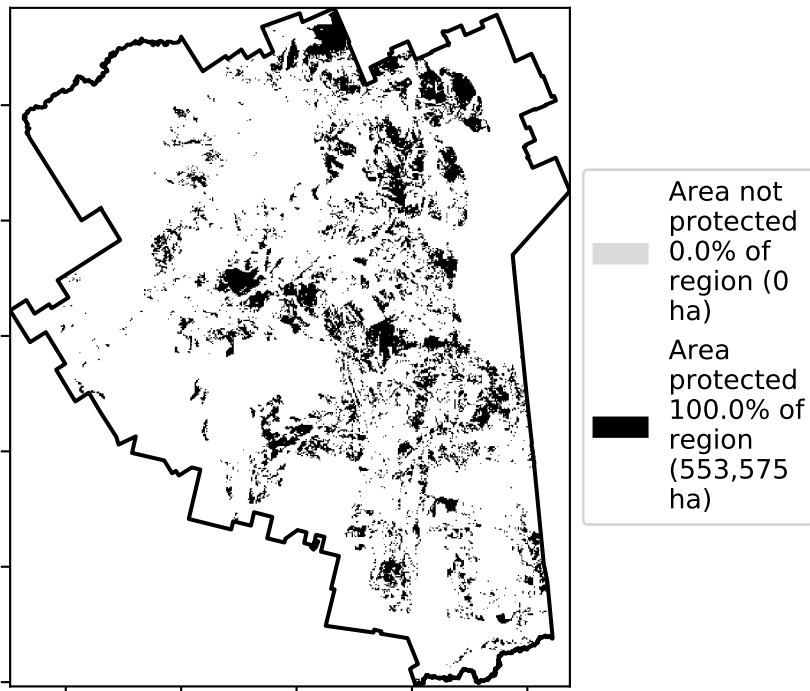 Area not
protected
0.0% of
region (0
ha)
Area
protected
100.0% of
region
(553,575
ha)